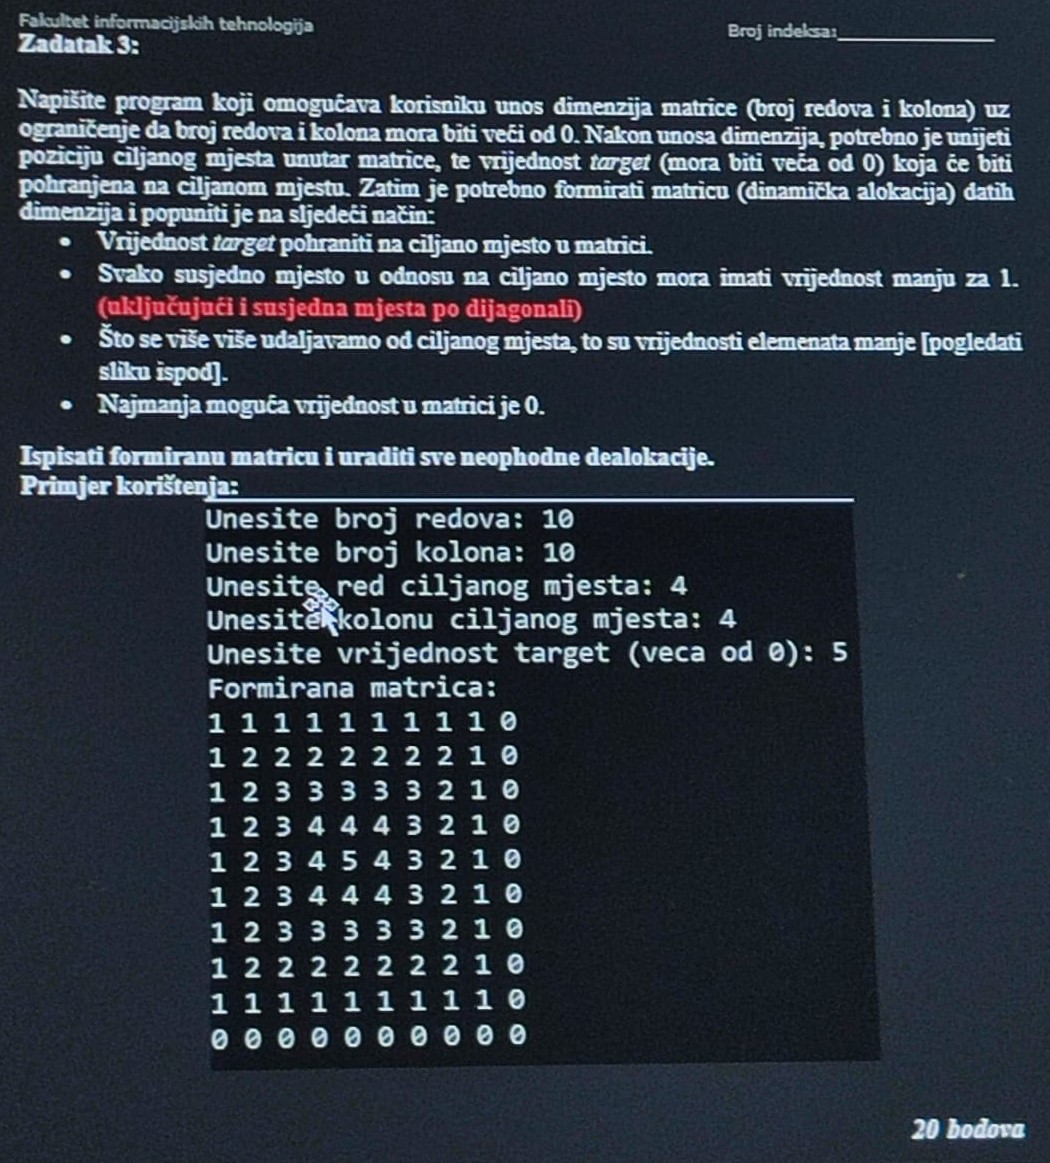 Fakultet informacijskih tehnologija
Broj indeksa:_______________
Zadatak 3:
Napišite program koji omogućava korisniku unos dimenzija matrice (broj redova i kolona) uz
ograničenje da broj redova i kolona mora biti veći od 0. Nakon unosa dimenzija, potrebno je unijeti
poziciju ciljanog mjesta unutar matrice, te vrijednost target (mora biti veća od 0) koja će biti
pohranjena na ciljanom mjestu. Zatim je potrebno formirati matricu (dinamička alokacija) datih
dimenzija i popuniti je na sljedeći način:
• Vrijednost target pohraniti na ciljano mjesto u matrici.
• Svako susjedno mjesto u odnosu na ciljano mjesto mora imati vrijednost manju za 1.
(uključujući i susjedna mjesta po dijagonali)
• Što se više više udaljavamo od ciljanog mjesta, to su vrijednosti elemenata manje [pogledati
sliku ispod].
• Najmanja moguća vrijednost u matrici je 0.
Ispisati formiranu matricu i uraditi sve neophodne dealokacije.
Primjer korištenja:
Unesite broj redova: 10
Unesite broj kolona: 10
Unesite red ciljanog mjesta: 4
Unesite kolonu ciljanog mjesta: 4
Unesite vrijednost target (veca od 0): 5
Formirana matrica:
1 1 1 1 1 1 1 1 1 0
1 2 2 2 2 2 2 2 1 0
1 2 3 3 3 3 3 2 1 0
1 2 3 4 4 4 3 2 1 0
1 2 3 4 5 4 3 2 1 0
1 2 3 4 4 4 3 2 1 0
1 2 3 3 3 3 3 2 1 0
1 2 2 2 2 2 2 2 1 0
1 1 1 1 1 1 1 1 1 0
0 0 0 0 0 0 0 0 0 0
20 bodova